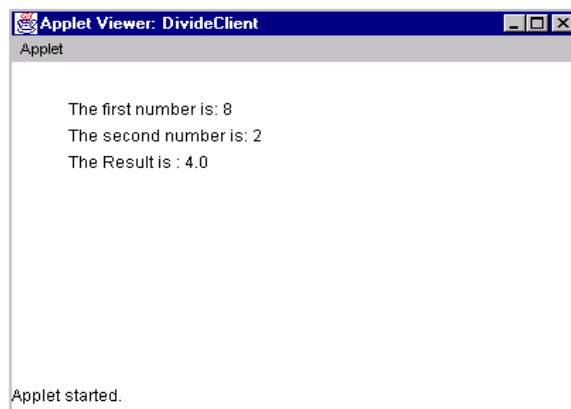 Applet Viewer: DivideClient
Applet
The first number is: 8
The second number is: 2
The Result is : 4.0
Applet started.